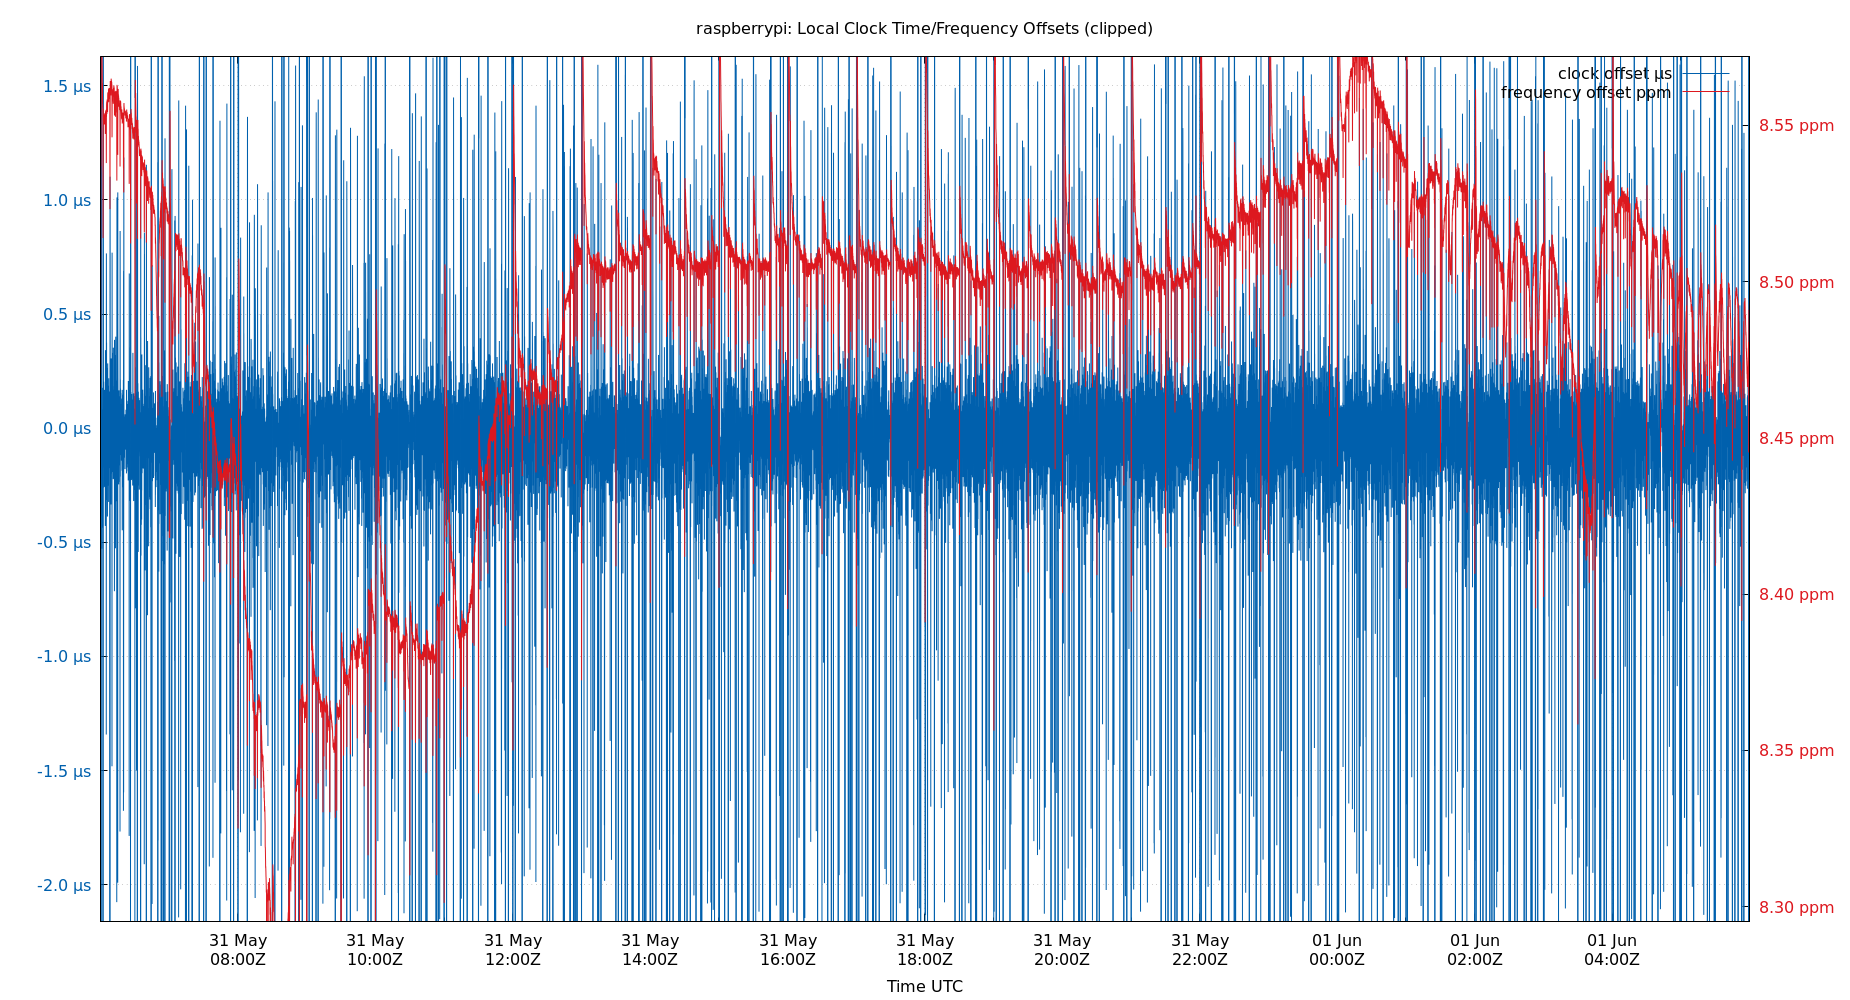 raspberrypi: Local Clock Time/Frequency Offsets (clipped)
clock offset µs
frequency offset ppm
1.5 µs
1.0 µs
0.5 µs
0.0 µs
-0.5 µs
-1.0 µs
-1.5 µs
-2.0 µs
8.55 ppm
8.50 ppm
8.45 ppm
8.40 ppm
8.35 ppm
8.30 ppm
31 May
08:00Z
31 May
10:00Z
31 May
12:00Z
31 May
14:00Z
31 May
16:00Z
31 May
18:00Z
31 May
20:00Z
31 May
22:00Z
01 Jun
00:00Z
01 Jun
02:00Z
01 Jun
04:00Z
Time UTC